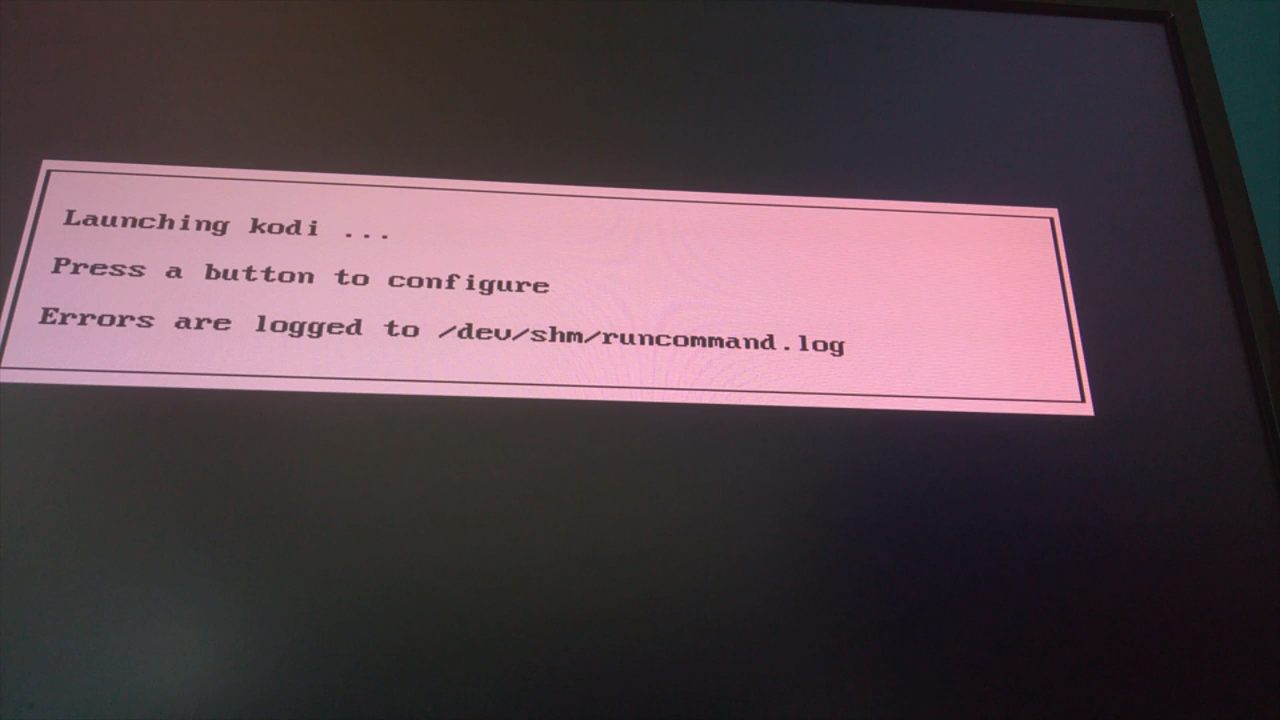 Launching kodi ...
Press a button to configure
Errors are logged to /dev/shm/runcommand.log